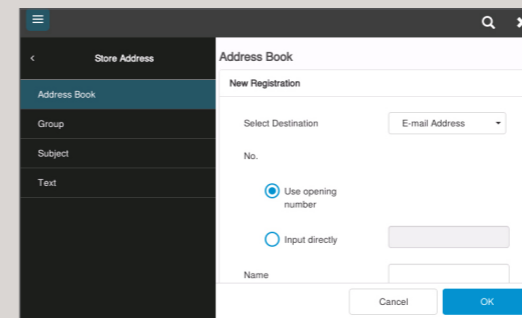 Store Address
Address Book
Address Book
New Registration
Group
Subject
Text
Select Destination
E-mail Address
No.
Use opening
number
Input directly
Name
Cancel
OK